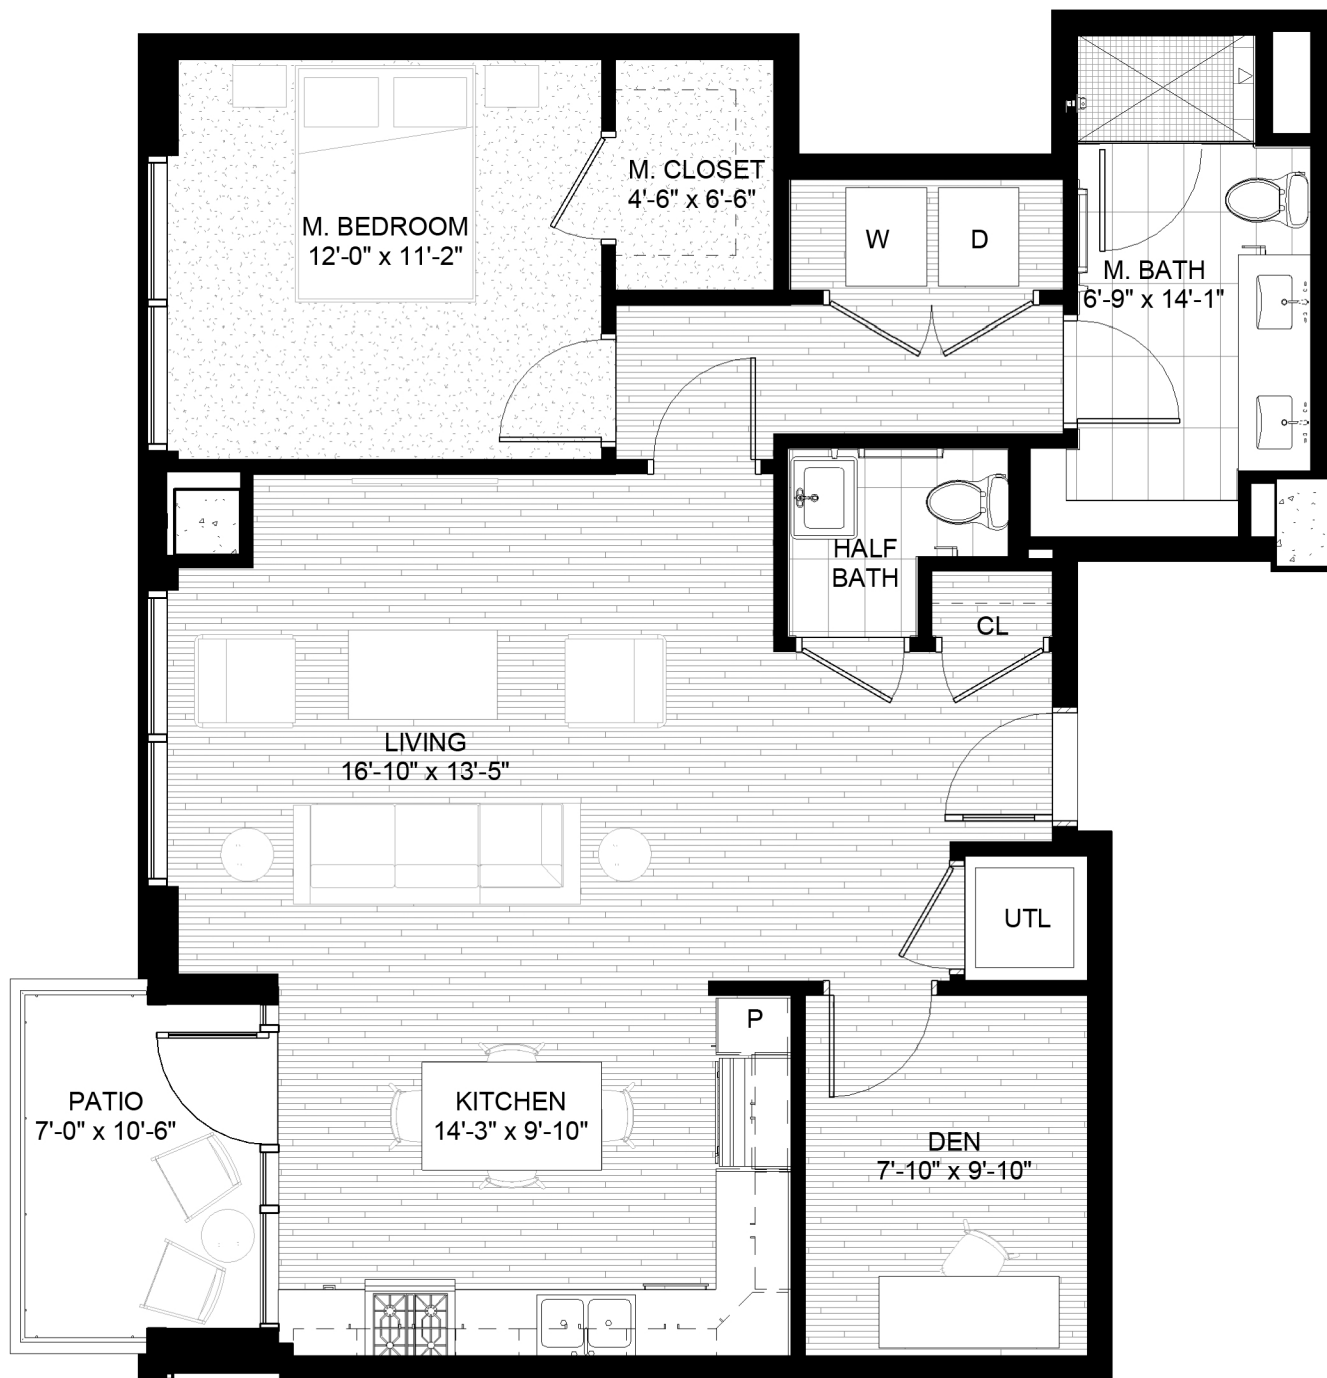 M. CLOSET
4'-6" x 6'-6"
M. BEDROOM
12'-0" x 11'-2"
W
D
M. BATH
6'-9" x 14'-1"
HALF
BATH
CL
LIVING
16'-10" x 13'-5"
UTL
P
PATIO
7'-0" x 10'-6"
KITCHEN
14'-3" x 9'-10"
DEN
7'-10" x 9'-10"